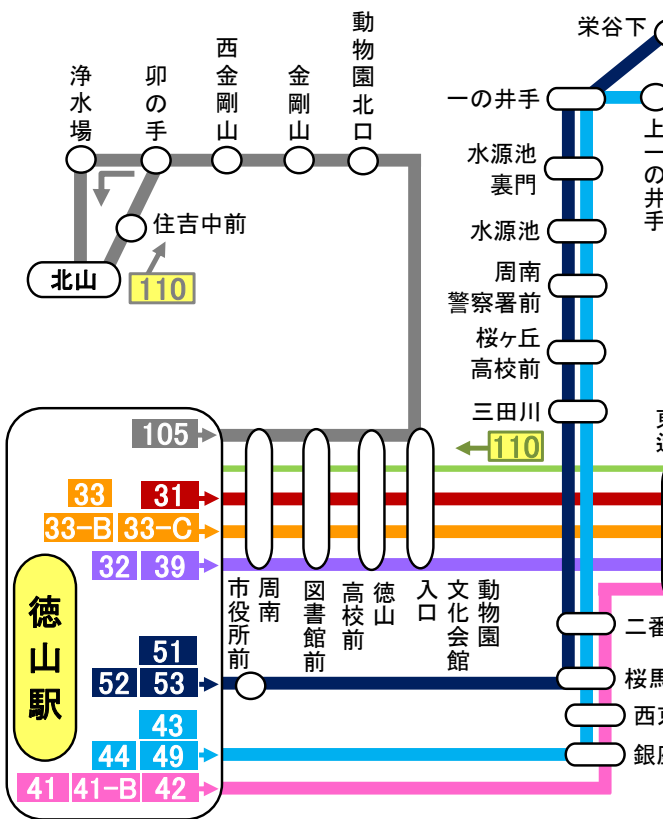 栄谷下
動物園北口
西金剛山
金剛山
浄水場
卯の手
一の井手
上一の井手
水源池
裏門
住吉中前
水源池
北山
110
周南
警察署前
桜ヶ丘
高校前
三田川
105
110
33
31
33-B
33-C
32
39
周南
市役所前
図書館前
徳山
高校前
動物園
文化会館
入口
徳山駅
二番
51
52
53
桜馬
43
西
44
49
銀
41
41-B
42